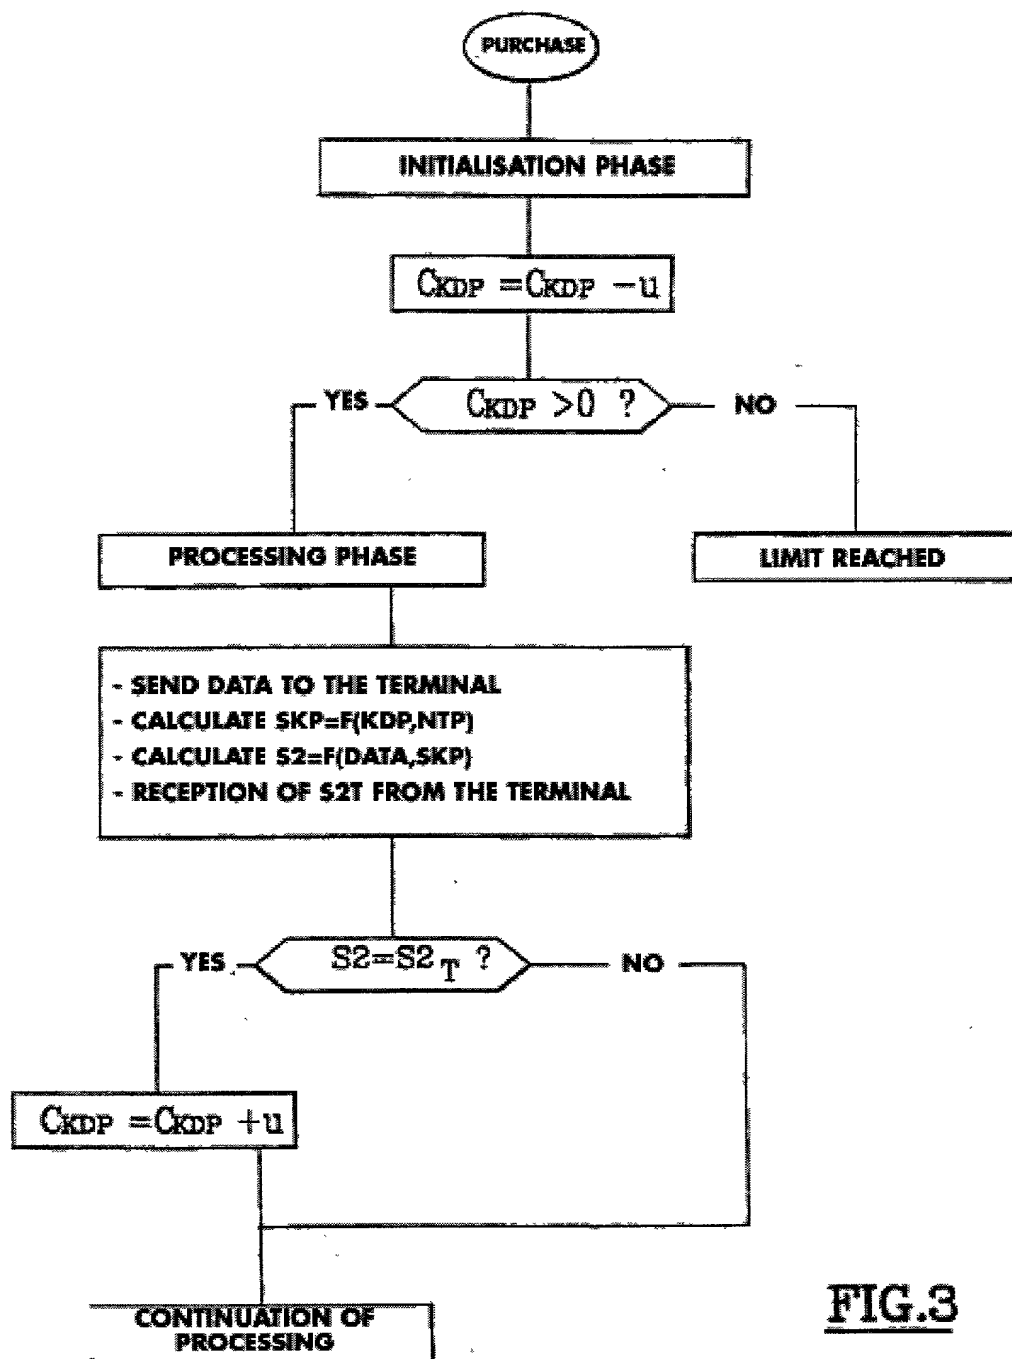 PURCHASE
INITIALISATION PHASE
CKDP =CKDP -u
YES
CKDP >0 ?
NO
PROCESSING PHASE
LIMIT REACHED
- SEND DATA TO THE TERMINAL
- CALCULATE SKP=F(KDP,NTP)
- CALCULATE S2=F(DATA,SKP)
- RECEPTION OF S2T FROM THE TERMINAL
YES
S2=S2T ?
NO
CKDP =CKDP +u
CONTINUATION OF
PROCESSING
FIG.3